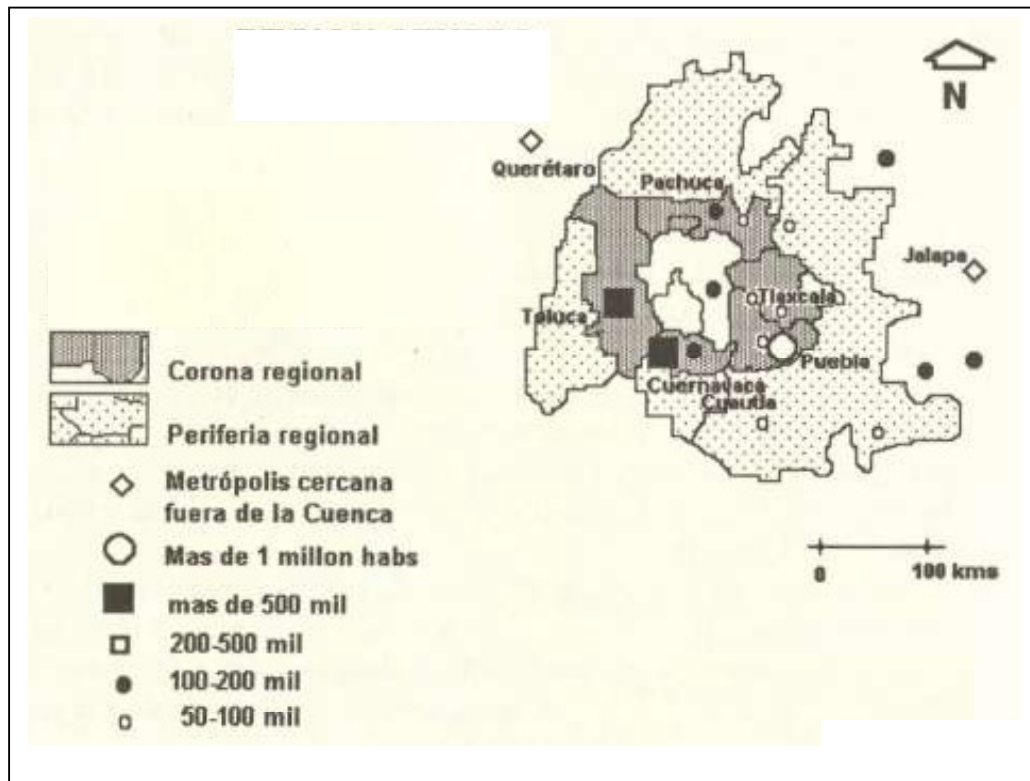 N
Querétaro
Pachuca
Jalapa
Tlaxcala
Toluca
Puebla
Cuernavaca
Cuautla
Corona regional
Periferia regional
Metrópolis cercana
fuera de la Cuenca
Mas de 1 millon habs
mas de 500 mil
200-500 mil
100-200 mil
50-100 mil
0 100 kms